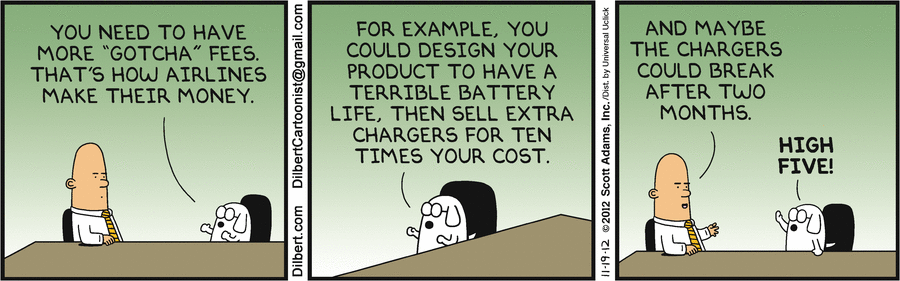 YOU NEED TO HAVE
MORE "GOTCHA" FEES.
THAT'S HOW AIRLINES
MAKE THEIR MONEY.
Dilbert.com DilbertCartoonist@gmail.com
FOR EXAMPLE, YOU
COULD DESIGN YOUR
PRODUCT TO HAVE A
TERRIBLE BATTERY
LIFE, THEN SELL EXTRA
CHARGERS FOR TEN
TIMES YOUR COST.
11-19-12 ©2012 Scott Adams, Inc. /Dist. by Universal Uclick
AND MAYBE
THE CHARGERS
COULD BREAK
AFTER TWO
MONTHS.
HIGH
FIVE!